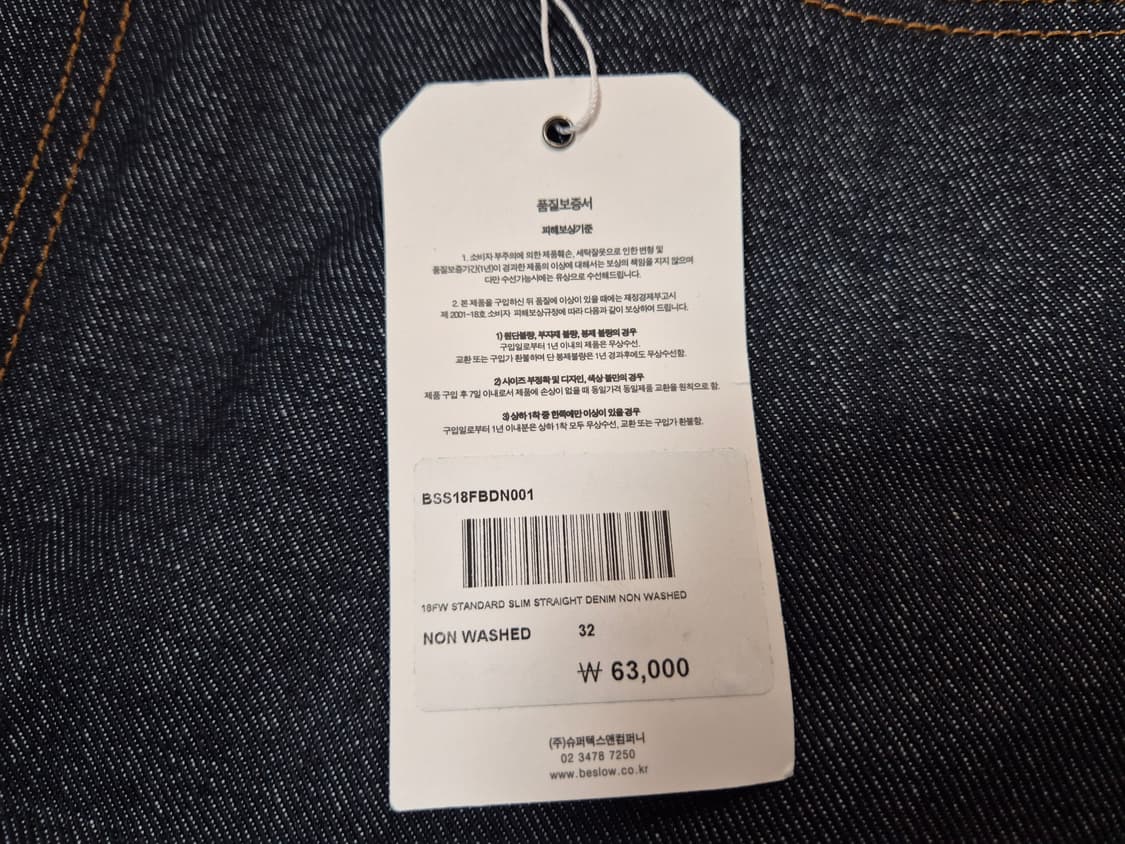 품질보증서
피해보상기준
1. 소비자 부주의에 의한 제품훼손, 세탁잘못으로 인한 변형 및
품질보증기간(1년)이 경과한 제품의 이상에 대해서는 보상의 책임을 지지 않으며
다만 수선가능시에는 유상으로 수선해드립니다.
2. 본 제품을 구입하신 뒤 품질에 이상이 있을 때에는 재정경제부고시
제 2001-18호 소비자 피해보상규정에 따라 다음과 같이 보상하여 드립니다.
1) 원단불량, 부자재 불량, 봉제 불량의 경우
구입일로부터 1년 이내의 제품은 무상수선.
교환 또는 구입가 환불하며 단 봉제불량은 1년 경과후에도 무상수선함.
2) 사이즈 부정확 및 디자인, 색상 불만의 경우
제품 구입 후 7일 이내로서 제품에 손상이 없을 때 동일가격 동일제품 교환을 원칙으로 함.
3) 상하 1착 중 한쪽에만 이상이 있을 경우
구입일로부터 1년 이내분은 상하 1착 모두 무상수선, 교환 또는 구입가 환불함.
BSS18FBDN001
18FW STANDARD SLIM STRAIGHT DENIM NON WASHED
NON WASHED 32
₩ 63,000
(주)슈퍼텍스앤컴퍼니
02 3478 7250
www.beslow.co.kr